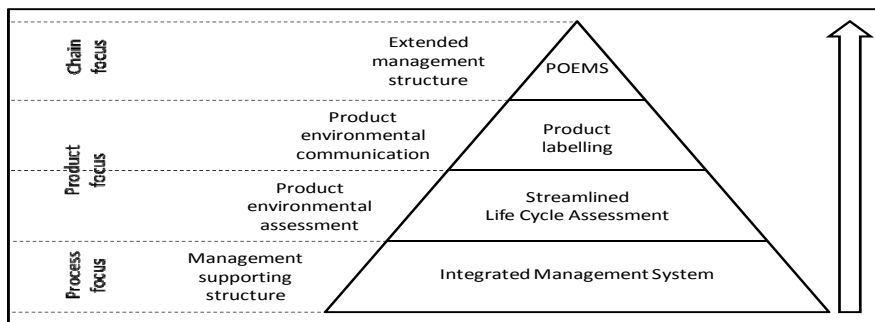 Chain
focus
Extended
management
structure
POEMS
Product
focus
Product
environmental
communication
Product
labelling
Product
environmental
assessment
Streamlined
Life Cycle Assessment
Process
focus
Management
supporting
structure
Integrated Management System